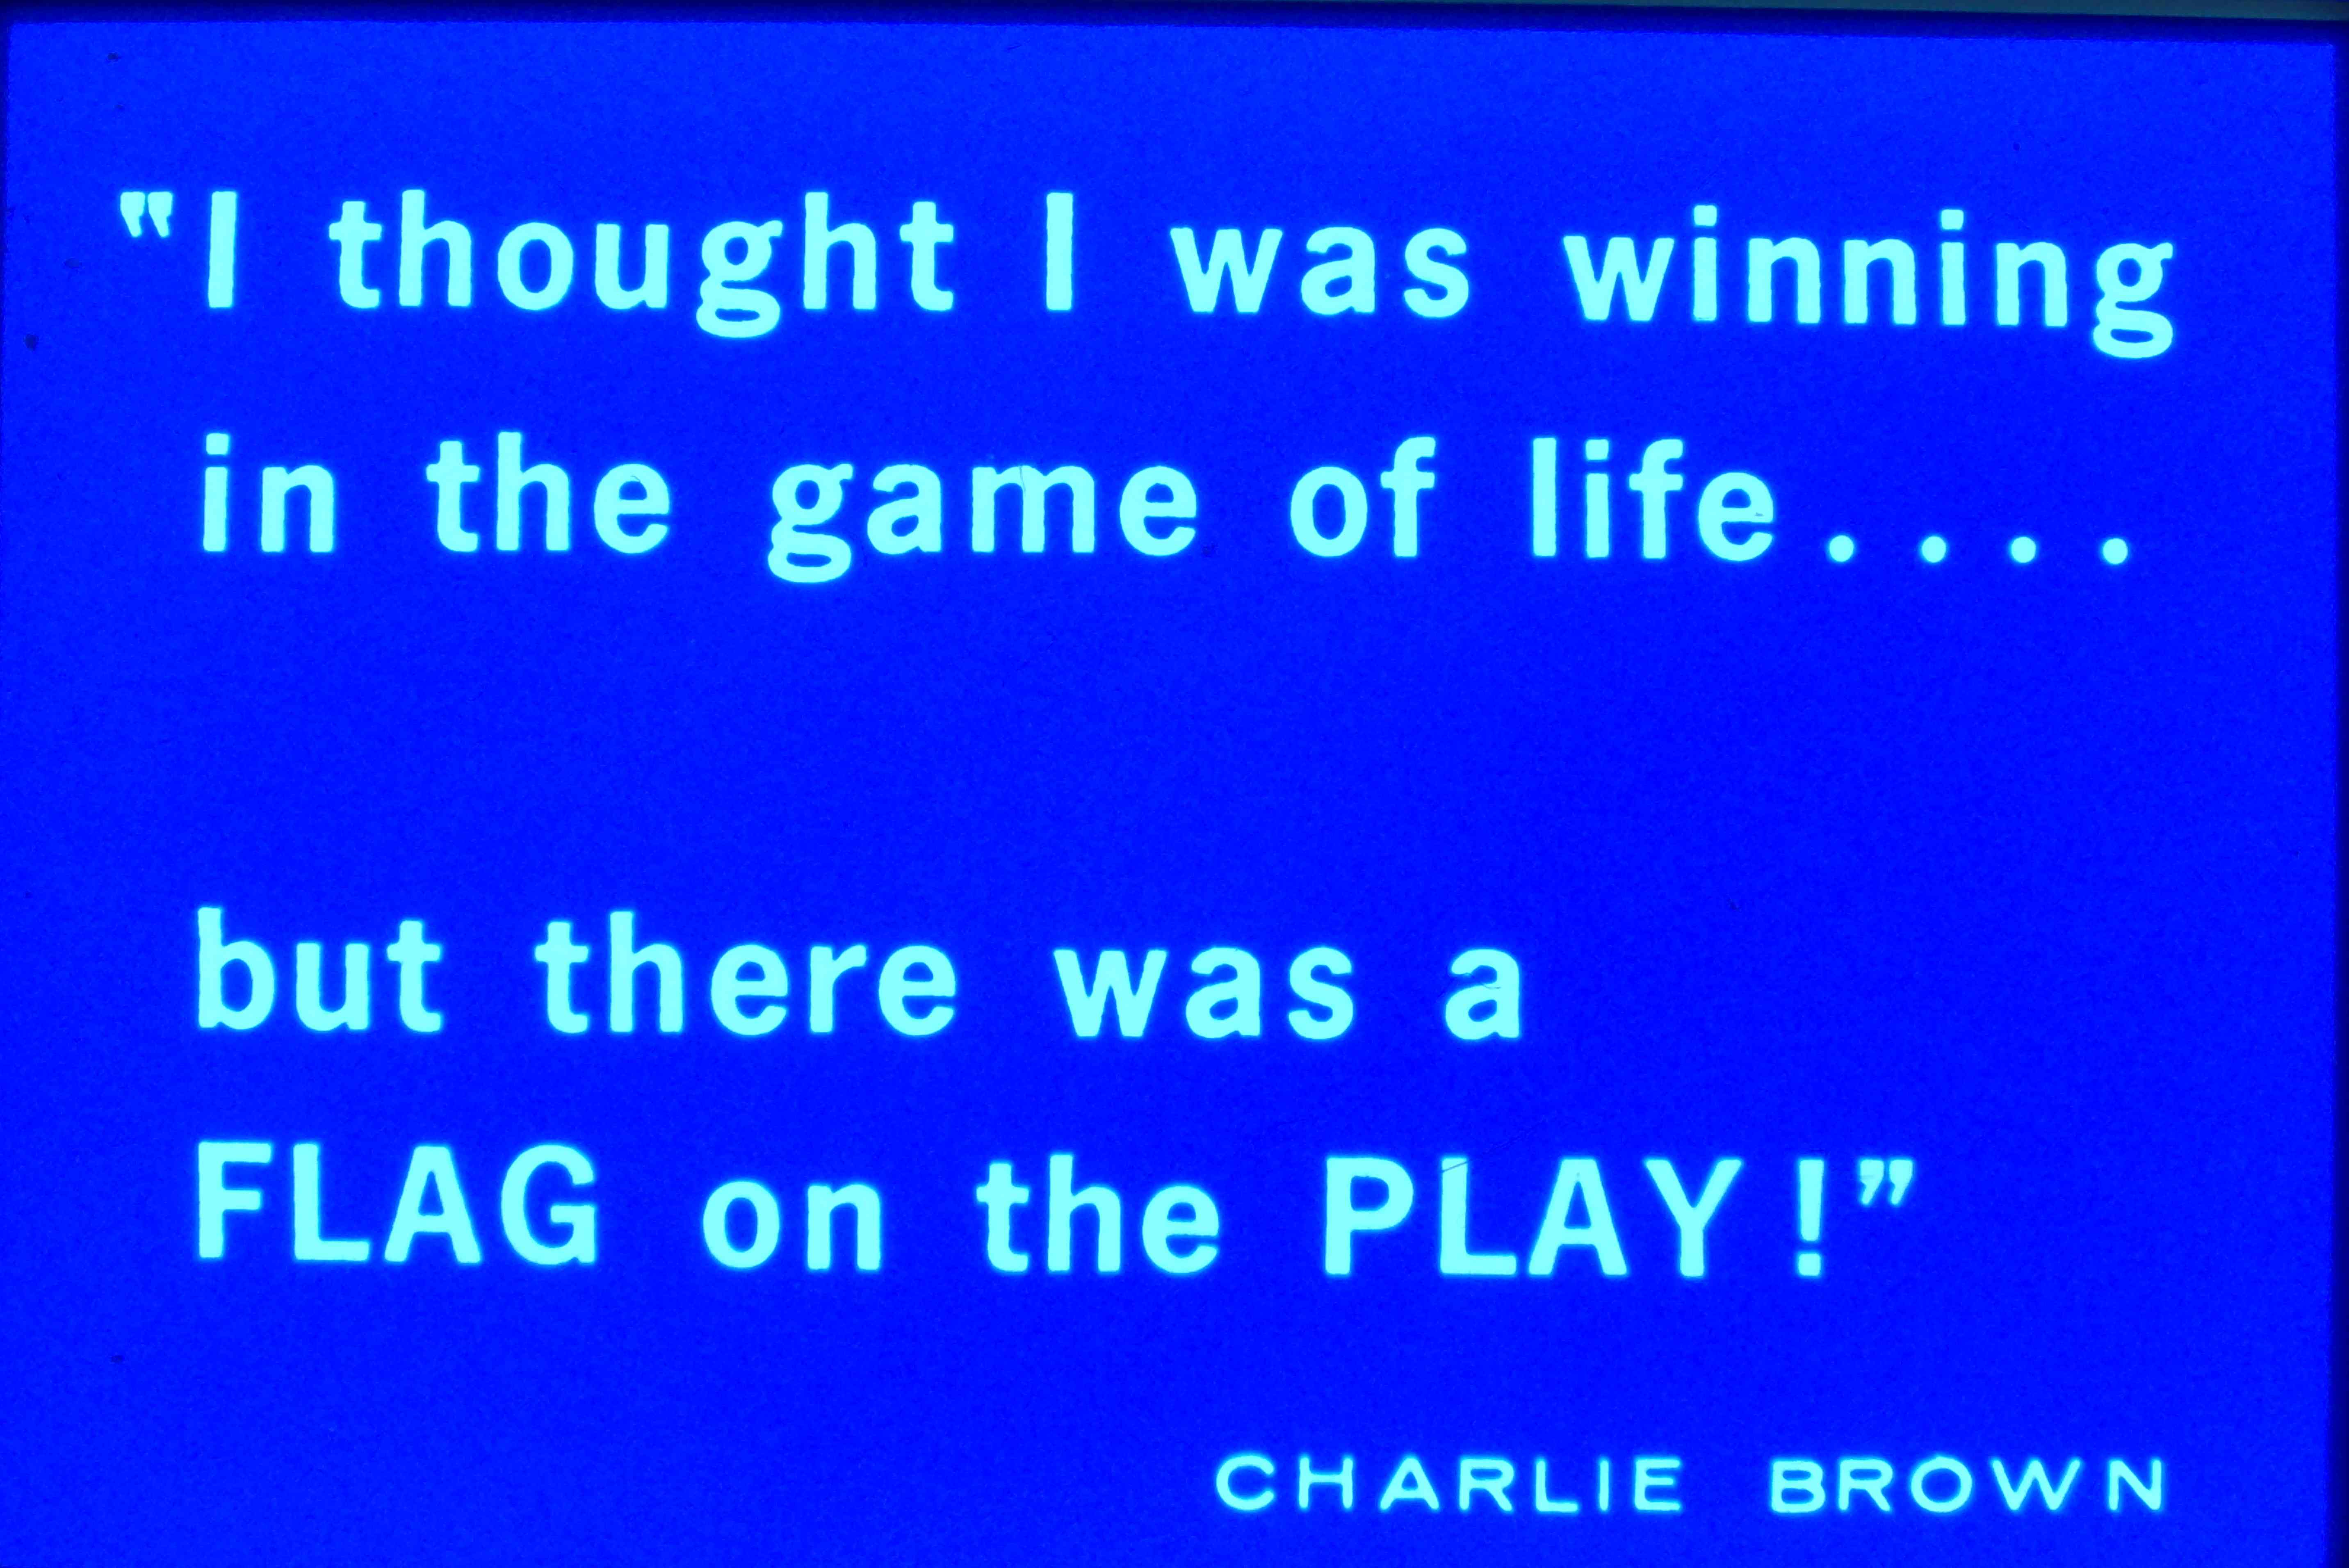 "I thought I was winning
in the game of life....
but there was a
FLAG on the PLAY!"
CHARLIE BROWN